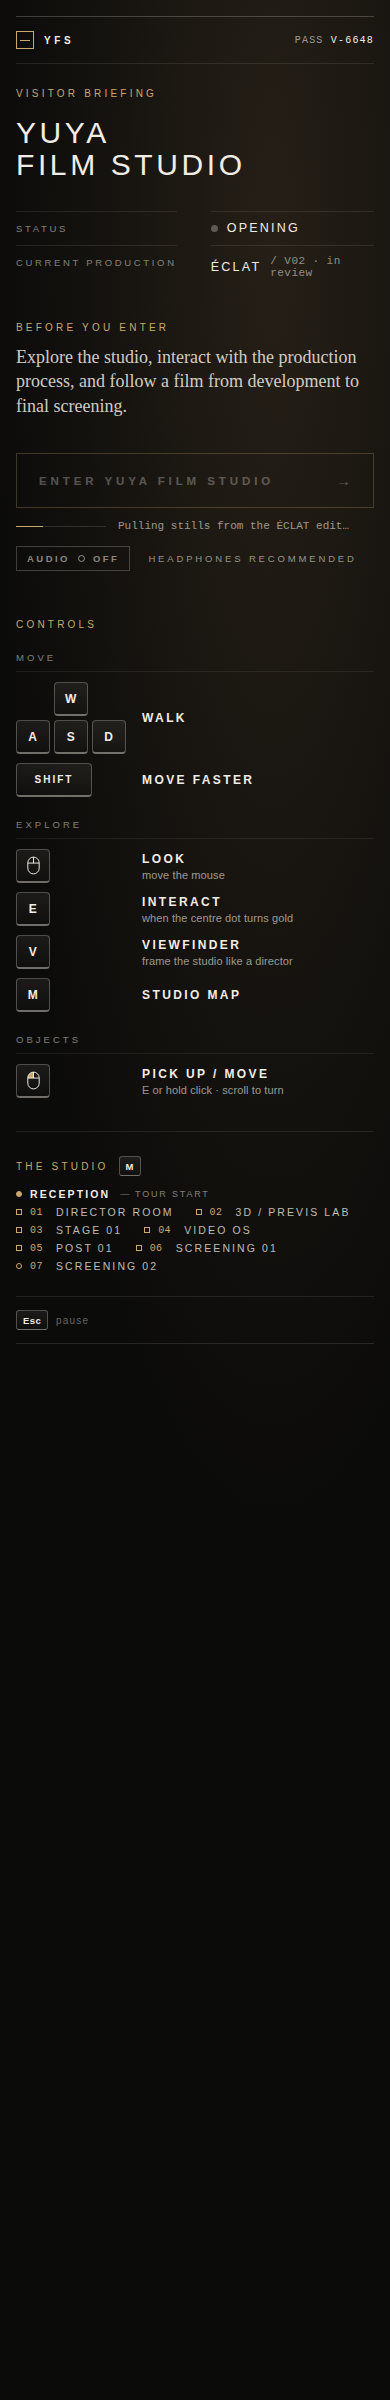 YFS
PASS V-6648
VISITOR BRIEFING
YUYA
FILM STUDIO
STATUS
OPENING
CURRENT PRODUCTION
ÉCLAT / V02 · in review
BEFORE YOU ENTER
Explore the studio, interact with the production
process, and follow a film from development to
final screening.
ENTER YUYA FILM STUDIO →
Pulling stills from the ÉCLAT edit…
AUDIO OFF HEADPHONES RECOMMENDED
CONTROLS
MOVE
W
A S D
WALK
SHIFT MOVE FASTER
EXPLORE
LOOK
move the mouse
E INTERACT
when the centre dot turns gold
V VIEWFINDER
frame the studio like a director
M STUDIO MAP
OBJECTS
PICK UP / MOVE
E or hold click · scroll to turn
THE STUDIO M
RECEPTION — TOUR START
01 DIRECTOR ROOM 02 3D / PREVIS LAB
03 STAGE 01 04 VIDEO OS
05 POST 01 06 SCREENING 01
07 SCREENING 02
Esc pause